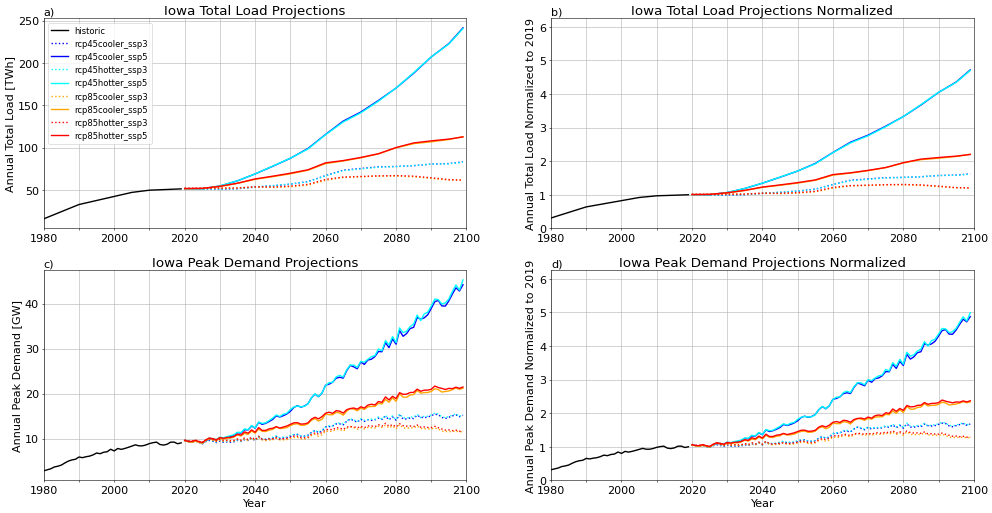 a)
Iowa Total Load Projections
Annual Total Load [TWh]
250
200
150
100
50
historic
rcp45cooler_ssp3
rcp45cooler_ssp5
rcp45hotter_ssp3
rcp45hotter_ssp5
rcp85cooler_ssp3
rcp85cooler_ssp5
rcp85hotter_ssp3
rcp85hotter_ssp5
1980 2000 2020 2040 2060 2080 2100
b)
Iowa Total Load Projections Normalized
Annual Total Load Normalized to 2019
6
5
4
3
2
1
0
1980 2000 2020 2040 2060 2080 2100
c)
Iowa Peak Demand Projections
Annual Peak Demand [GW]
40
30
20
10
1980 2000 2020 2040 2060 2080 2100
Year
d)
Iowa Peak Demand Projections Normalized
Annual Peak Demand Normalized to 2019
6
5
4
3
2
1
0
1980 2000 2020 2040 2060 2080 2100
Year